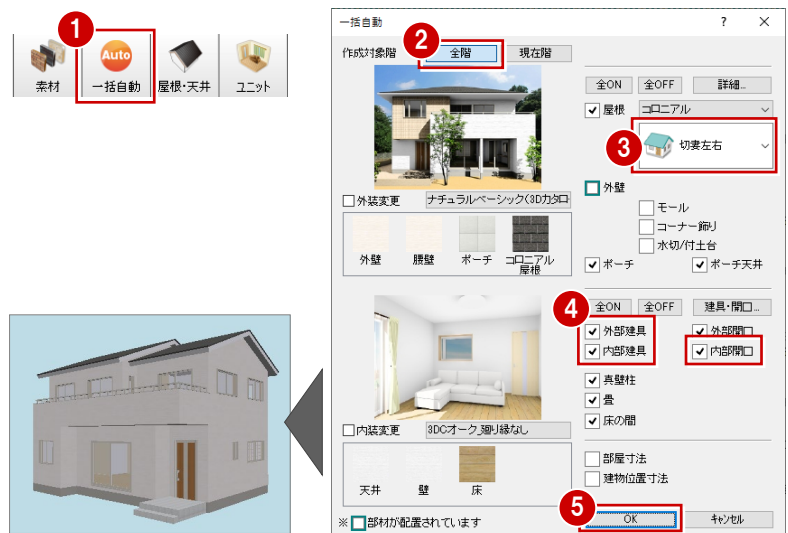 1
Auto
素材
一括自動
屋根・天井
ユニット
一括自動
? ×
作成対象階
2
全階
現在階
全ON 全OFF 詳細...
屋根 コロニアル
3
切妻左右
外壁
モール
コーナー飾り
水切/付土台
ポーチ ポーチ天井
外装変更 ナチュラルベーシック(3Dカタロ
外壁 腰壁 ポーチ コロニアル
屋根
全ON 全OFF 建具・開口...
4
外部建具 外部開口
内部建具 内部開口
真壁柱
畳
床の間
内装変更 3DCオーク_廻り縁なし
天井 壁 床
部屋寸法
建物位置寸法
※ 部材が配置されています
5
OK キャンセル